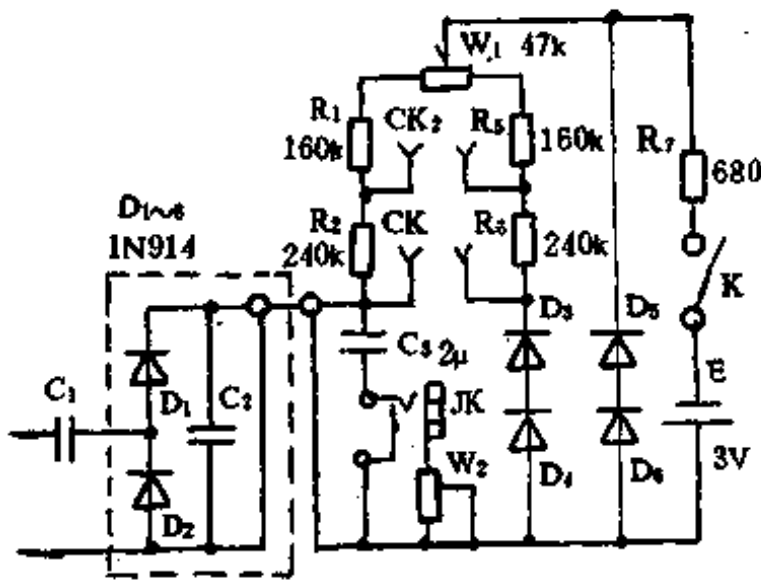 W1 47k
R1
160k
CK2
R5
160k
R7
680
D1~6
1N914
R2
240k
CK
240k
K
D3
D5
C3 2μ
E
C1
D1
C2
JK
W2
3V
D2
D4
D6